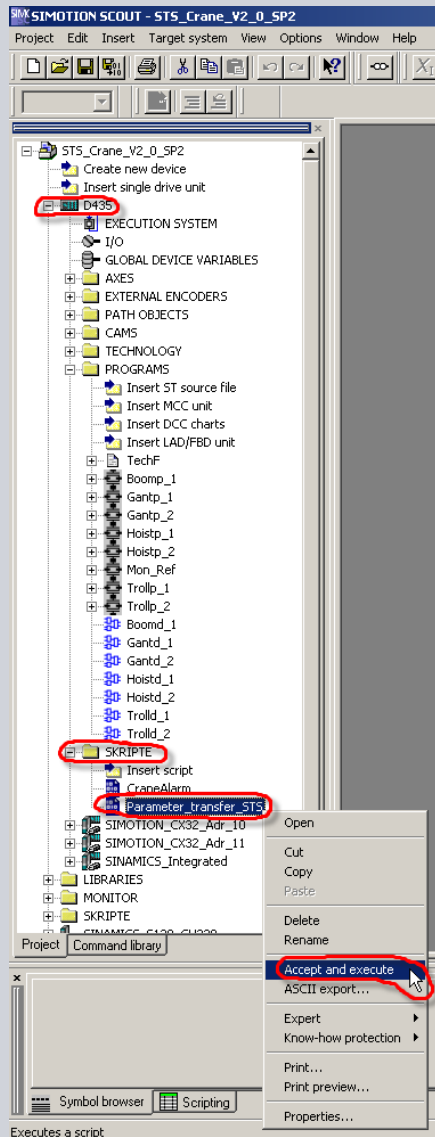 SIMOTION SCOUT - STS_Crane_V2_0_SP2
Project Edit Insert Target system View Options Window Help
STS_Crane_V2_0_SP2
Create new device
Insert single drive unit
D435
EXECUTION SYSTEM
I/O
GLOBAL DEVICE VARIABLES
AXES
EXTERNAL ENCODERS
PATH OBJECTS
CAMS
TECHNOLOGY
PROGRAMS
Insert ST source file
Insert MCC unit
Insert DCC charts
Insert LAD/FBD unit
TechF
Boomp_1
Gantp_1
Gantp_2
Hoistp_1
Hoistp_2
Mon_Ref
Trollp_1
Trollp_2
Boomd_1
Gantd_1
Gantd_2
Hoistd_1
Hoistd_2
Trolld_1
Trolld_2
SKRIPTE
Insert script
CraneAlarm
Parameter_transfer_STS
SIMOTION_CX32_Adr_10
SIMOTION_CX32_Adr_11
SINAMICS_Integrated
LIBRARIES
MONITOR
SKRIPTE
Project Command library
Open
Cut
Copy
Paste
Delete
Rename
Accept and execute
ASCII export...
Expert
Know-how protection
Print...
Print preview...
Properties...
Symbol browser Scripting
Executes a script